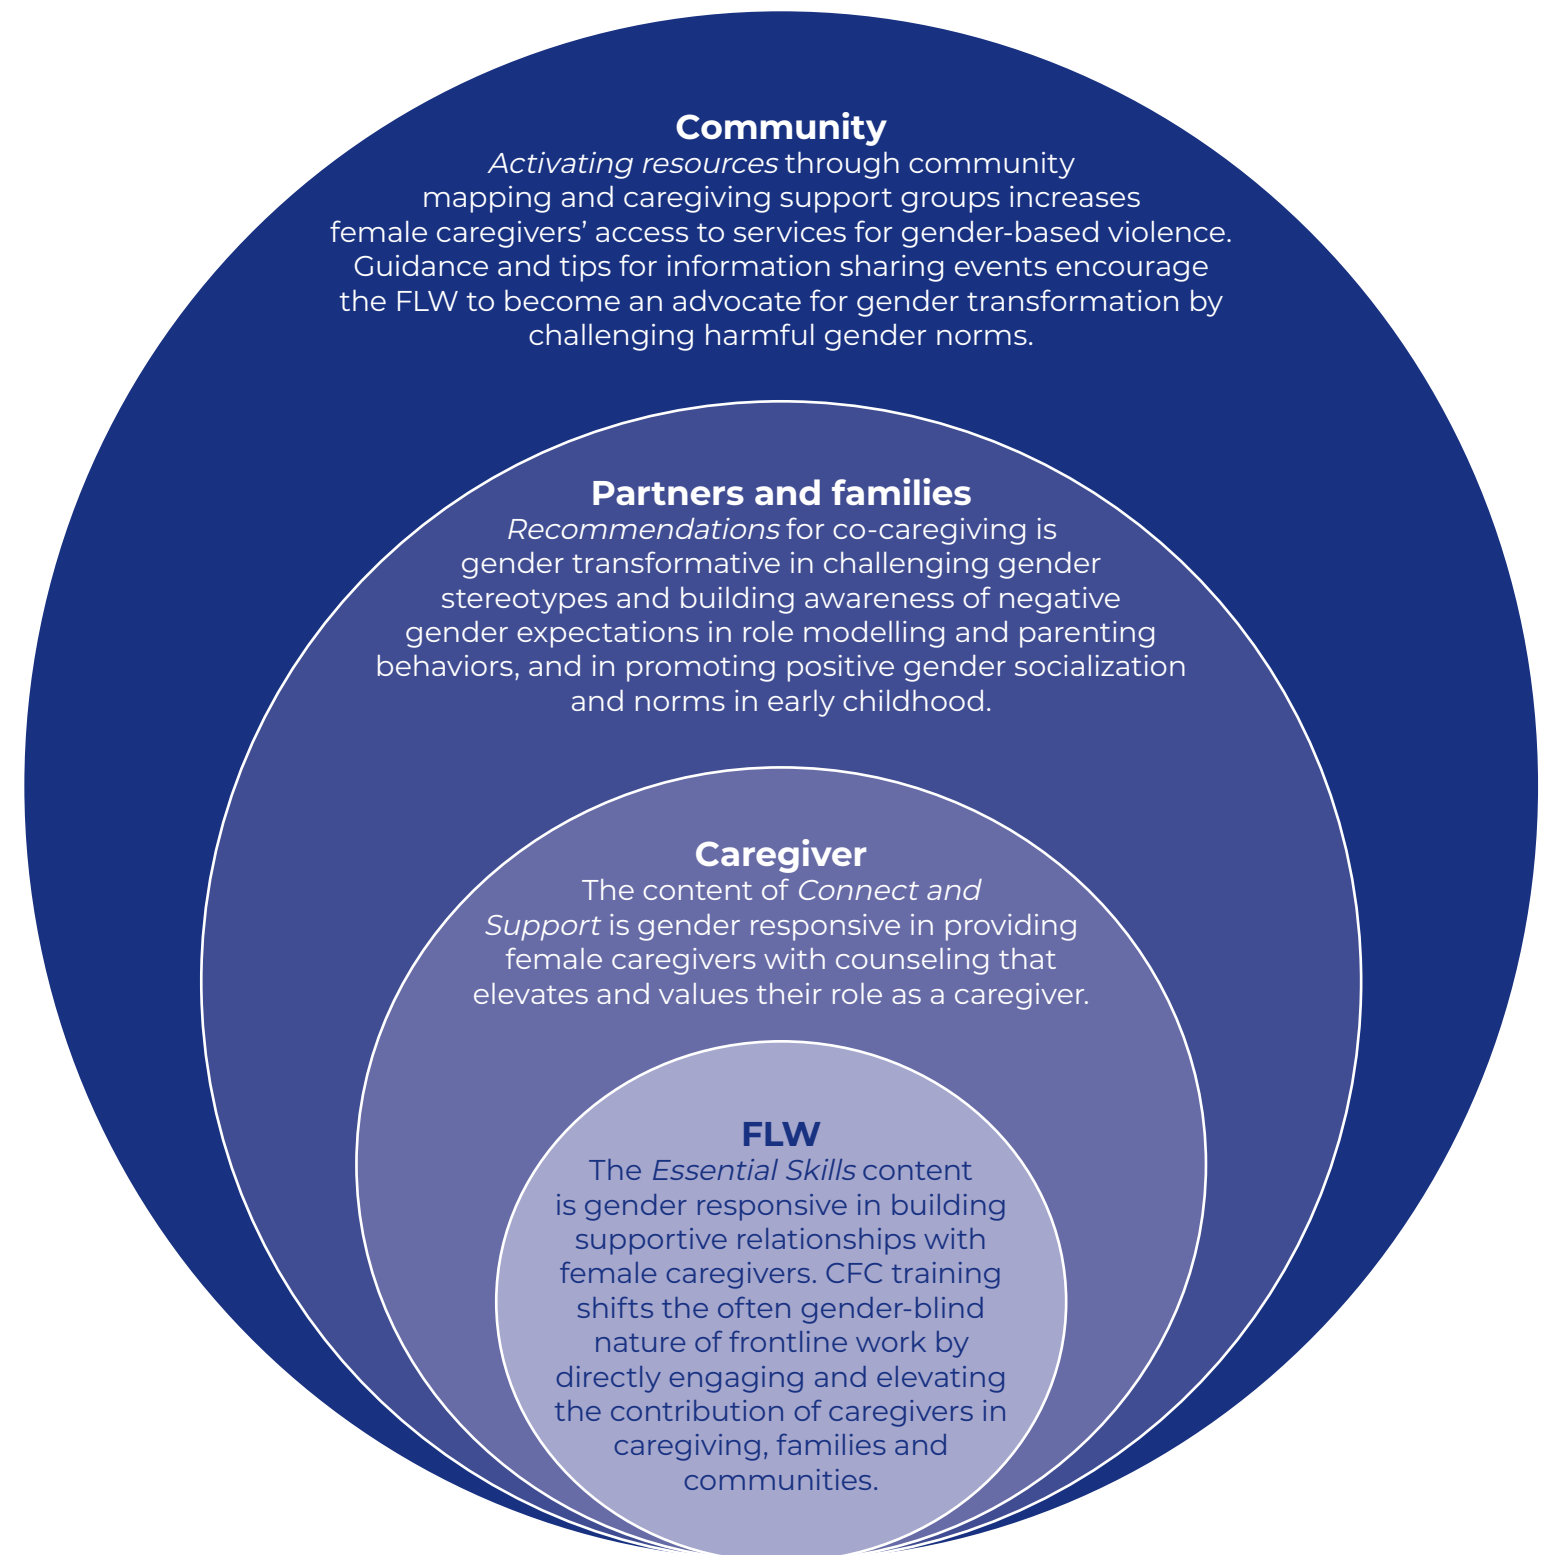 Community
Activating resources through community
mapping and caregiving support groups increases
female caregivers’ access to services for gender-based violence.
Guidance and tips for information sharing events encourage
the FLW to become an advocate for gender transformation by
challenging harmful gender norms.
Partners and families
Recommendations for co-caregiving is
gender transformative in challenging gender
stereotypes and building awareness of negative
gender expectations in role modelling and parenting
behaviors, and in promoting positive gender socialization
and norms in early childhood.
Caregiver
The content of Connect and
Support is gender responsive in providing
female caregivers with counseling that
elevates and values their role as a caregiver.
FLW
The Essential Skills content
is gender responsive in building
supportive relationships with
female caregivers. CFC training
shifts the often gender-blind
nature of frontline work by
directly engaging and elevating
the contribution of caregivers in
caregiving, families and
communities.